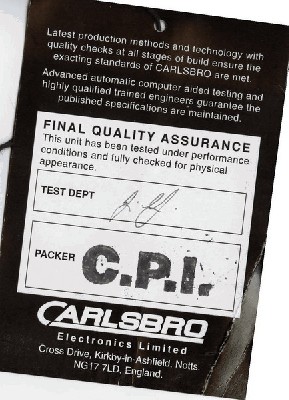 Latest production methods and technology with
quality checks at all stages of build ensure the
exacting standards of CARLSBRO are met.
Advanced automatic computer aided testing and
highly qualified trained engineers guarantee the
published specifications are maintained.
FINAL QUALITY ASSURANCE
This unit has been tested under performance
conditions and fully checked for physical
appearance.
TEST DEPT
PACKER C.P.I.
CARLSBRO
Electronics Limited
Cross Drive, Kirkby-In-Ashfield, Notts.
NG17 7LD, England.